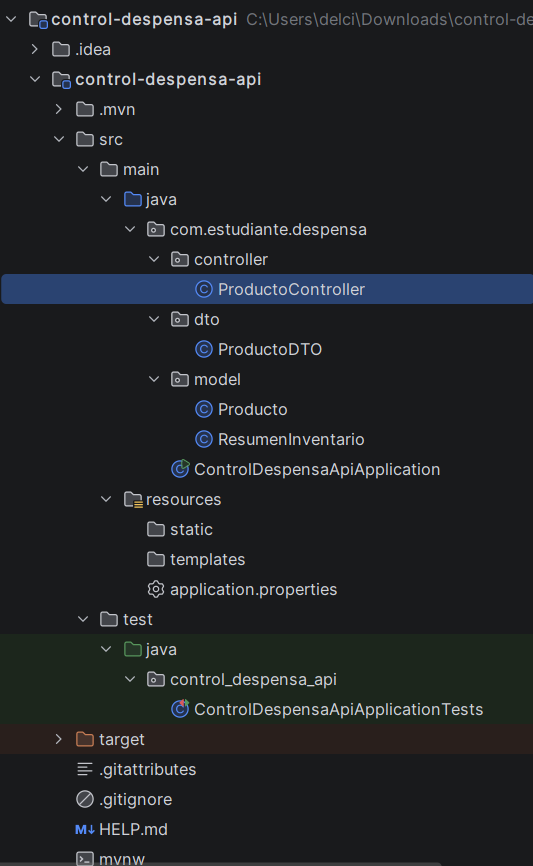 control-despensa-api C:\Users\delci\Downloads\control-de
.idea
control-despensa-api
.mvn
src
main
java
com.estudiante.despensa
controller
ProductoController
dto
ProductoDTO
model
Producto
ResumenInventario
ControlDespensaApiApplication
resources
static
templates
application.properties
test
java
control_despensa_api
ControlDespensaApiApplicationTests
target
.gitattributes
.gitignore
HELP.md
mvnw